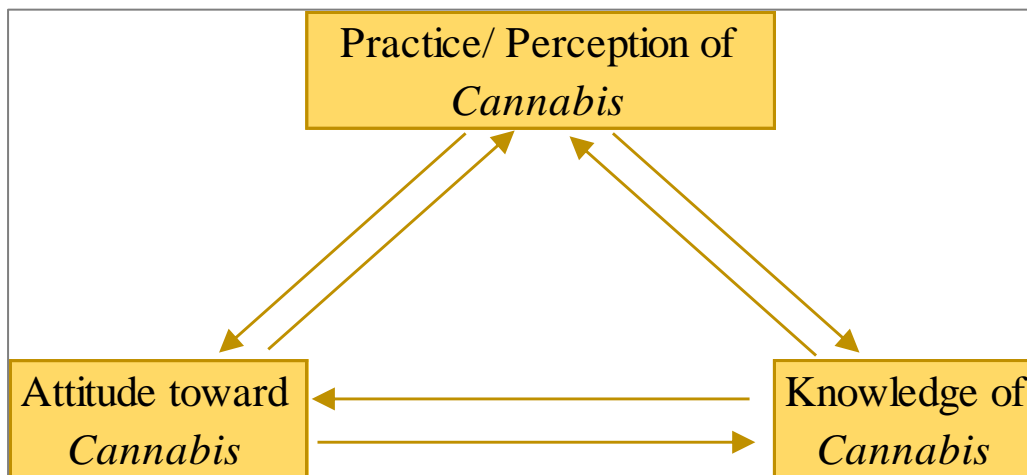 Practice/ Perception of
Cannabis
Attitude toward
Cannabis
Knowledge of
Cannabis